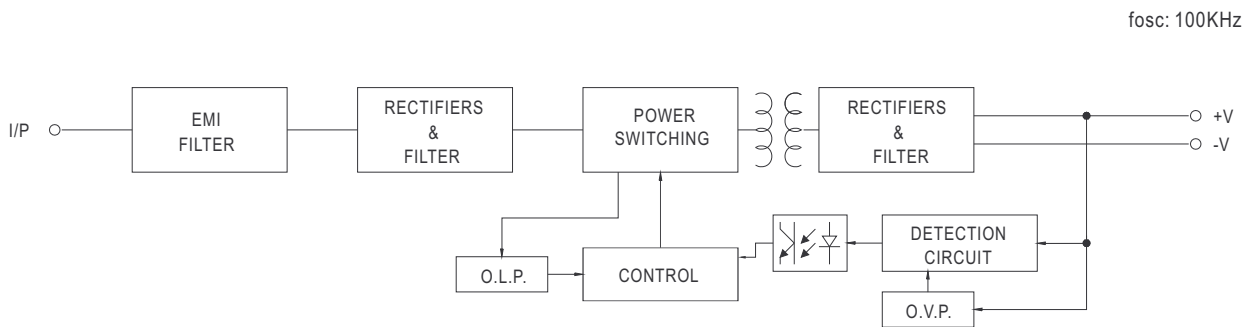 fosc: 100KHz
I/P
EMI
FILTER
RECTIFIERS
&
FILTER
POWER
SWITCHING
RECTIFIERS
&
FILTER
+V
-V
O.L.P.
CONTROL
DETECTION
CIRCUIT
O.V.P.